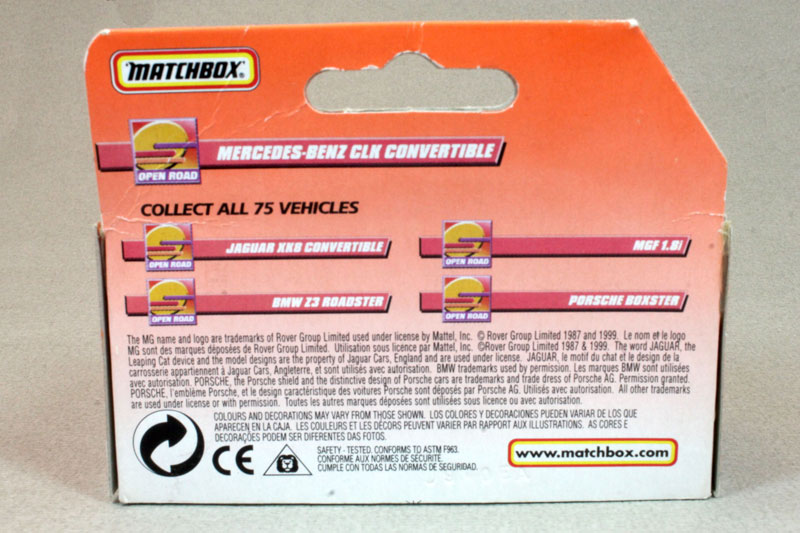 MATCHBOX®
OPEN ROAD
MERCEDES-BENZ CLK CONVERTIBLE
COLLECT ALL 75 VEHICLES
OPEN ROAD
JAGUAR XK8 CONVERTIBLE
OPEN ROAD
MGF 1.8i
OPEN ROAD
BMW Z3 ROADSTER
OPEN ROAD
PORSCHE BOXSTER
The MG name and logo are trademarks of Rover Group Limited used under license by Mattel, Inc. © Rover Group Limited 1987 and 1999. Le nom et le logo
MG sont des marques déposées de Rover Group Limited. Utilisation sous licence par Mattel, Inc. ©Rover Group Limited 1987 & 1999. The word JAGUAR, the
Leaping Cat device and the model designs are the property of Jaguar Cars, England and are used under license. JAGUAR, le motif du chat et le design de la
carrosserie appartiennent à Jaguar Cars, Angleterre, et sont utilisés avec autorisation. BMW trademarks used by permission. Les marques BMW sont utilisées
avec autorisation. PORSCHE, the Porsche shield and the distinctive design of Porsche cars are trademarks and trade dress of Porsche AG. Permission granted.
PORSCHE, l'emblème Porsche, et le design caractéristique des voitures Porsche sont déposés par Porsche AG. Utilisés avec autorisation. All other trademarks
are used under license or with permission. Toutes les autres marques déposées sont utilisées sous licence ou avec autorisation.
COLOURS AND DECORATIONS MAY VARY FROM THOSE SHOWN. LOS COLORES Y DECORACIONES PUEDEN VARIAR DE LOS QUE
APARECEN EN LA CAJA. LES COULEURS ET LES DÉCORS PEUVENT VARIER PAR RAPPORT AUX ILLUSTRATIONS. AS CORES E
DECORAÇÕES PODEM SER DIFERENTES DAS FOTOS.
CE
SAFETY - TESTED. CONFORMS TO ASTM F963.
CONFORME AUX NORMES DE SÉCURITÉ.
CUMPLE CON TODAS LAS NORMAS DE SEGURIDAD.
www.matchbox.com